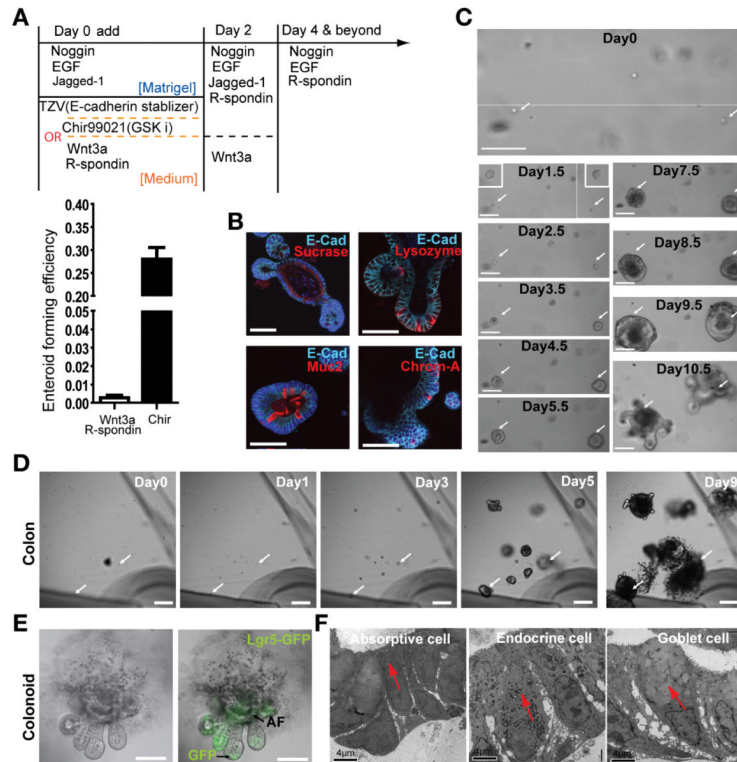 A
Day 0 add
Day 2
Day 4 & beyond
Noggin
EGF
Jagged-1
[Matrigel]
Noggin
EGF
Jagged-1
R-spondin
Noggin
EGF
R-spondin
TZV(E-cadherin stablizer)
Chir99021(GSK i)
OR
Wnt3a
R-spondin
[Medium]
Wnt3a
Enteroid forming efficiency
0.40
0.35
0.30
0.25
0.20
0.05
0.04
0.03
0.02
0.01
0.00
Wnt3a
R-spondin
Chir
B
E-Cad
Sucrase
E-Cad
Lysozyme
E-Cad
Muc2
E-Cad
Chrom-A
C
Day0
Day1.5
Day2.5
Day3.5
Day4.5
Day5.5
Day7.5
Day8.5
Day9.5
Day10.5
D
Colon
Day0
Day1
Day3
Day5
Day9
E
Colonoid
Lgr5-GFP
AF
GFP
F
Absorptive cell
4μm
Endocrine cell
4μm
Goblet cell
4μm